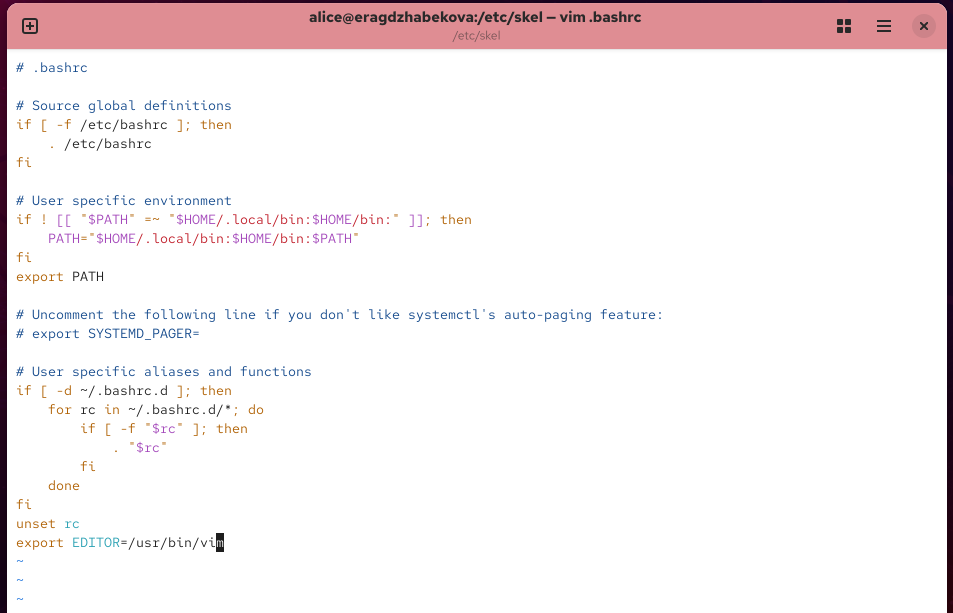 alice@eragdzhabekova:/etc/skel — vim .bashrc
/etc/skel
# .bashrc

# Source global definitions
if [ -f /etc/bashrc ]; then
    . /etc/bashrc
fi

# User specific environment
if ! [[ "$PATH" =~ "$HOME/.local/bin:$HOME/bin:" ]]; then
    PATH="$HOME/.local/bin:$HOME/bin:$PATH"
fi
export PATH

# Uncomment the following line if you don't like systemctl's auto-paging feature:
# export SYSTEMD_PAGER=

# User specific aliases and functions
if [ -d ~/.bashrc.d ]; then
    for rc in ~/.bashrc.d/*; do
        if [ -f "$rc" ]; then
            . "$rc"
        fi
    done
fi
unset rc
export EDITOR=/usr/bin/vim
~
~
~